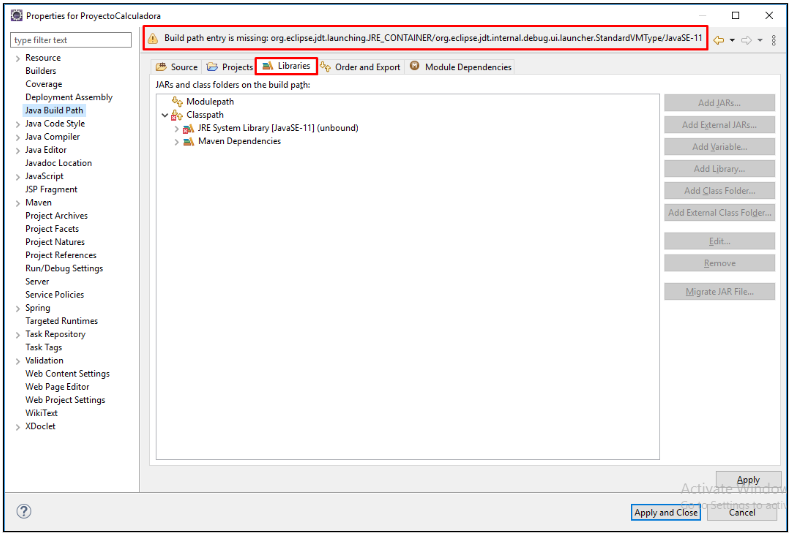 Properties for ProyectoCalculadora
type filter text
Build path entry is missing: org.eclipse.jdt.launching.JRE_CONTAINER/org.eclipse.jdt.internal.debug.ui.launcher.StandardVMType/JavaSE-11
Resource
Builders
Coverage
Deployment Assembly
Java Build Path
Java Code Style
Java Compiler
Java Editor
Javadoc Location
JavaScript
JSP Fragment
Maven
Project Archives
Project Facets
Project Natures
Project References
Run/Debug Settings
Server
Service Policies
Spring
Targeted Runtimes
Task Repository
Task Tags
Validation
Web Content Settings
Web Page Editor
Web Project Settings
WikiText
XDoclet
Source Projects Libraries Order and Export Module Dependencies
JARs and class folders on the build path:
Modulepath
Classpath
JRE System Library [JavaSE-11] (unbound)
Maven Dependencies
Add JARs...
Add External JARs...
Add Variable...
Add Library...
Add Class Folder...
Add External Class Folder...
Edit...
Remove
Migrate JAR File...
Apply
Activate Window
Go to Settings to acti
Apply and Close Cancel